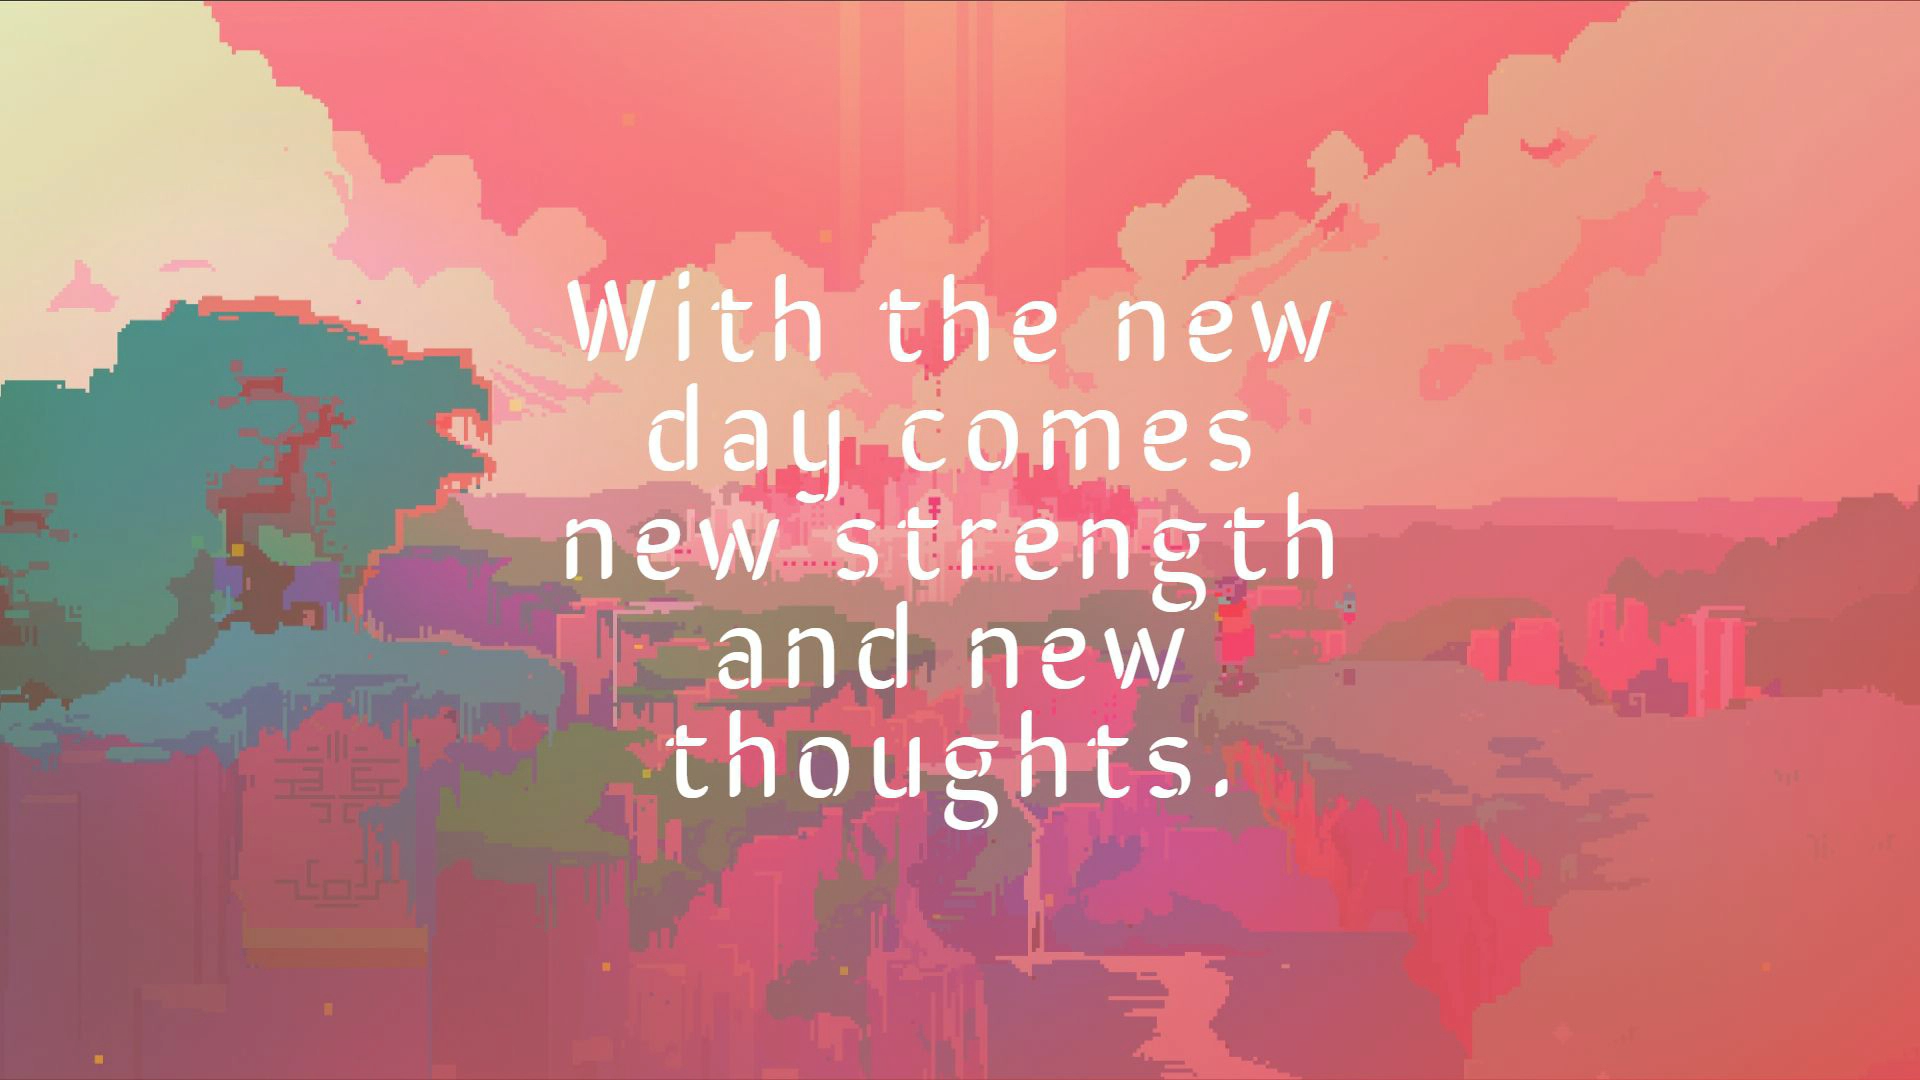 With the new
day comes
new strength
and new
thoughts.